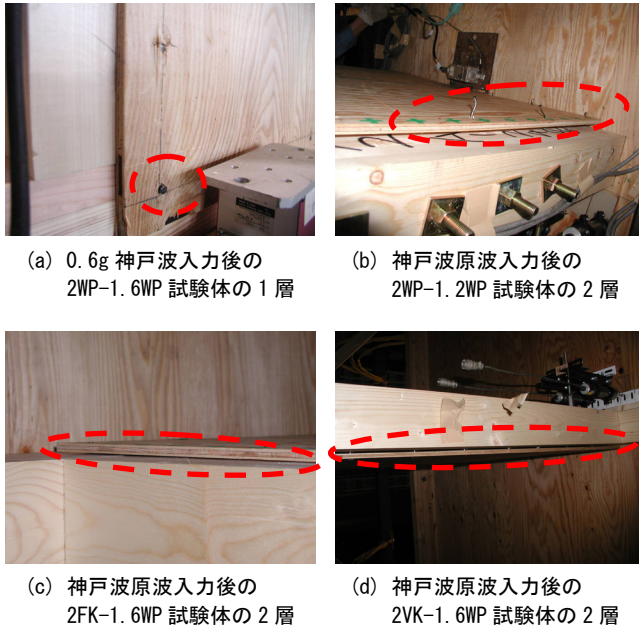 (a) 0.6g 神戸波入力後の
2WP-1.6WP 試験体の 1 層
(b) 神戸波原波入力後の
2WP-1.2WP 試験体の 2 層
(c) 神戸波原波入力後の
2FK-1.6WP 試験体の 2 層
(d) 神戸波原波入力後の
2VK-1.6WP 試験体の 2 層